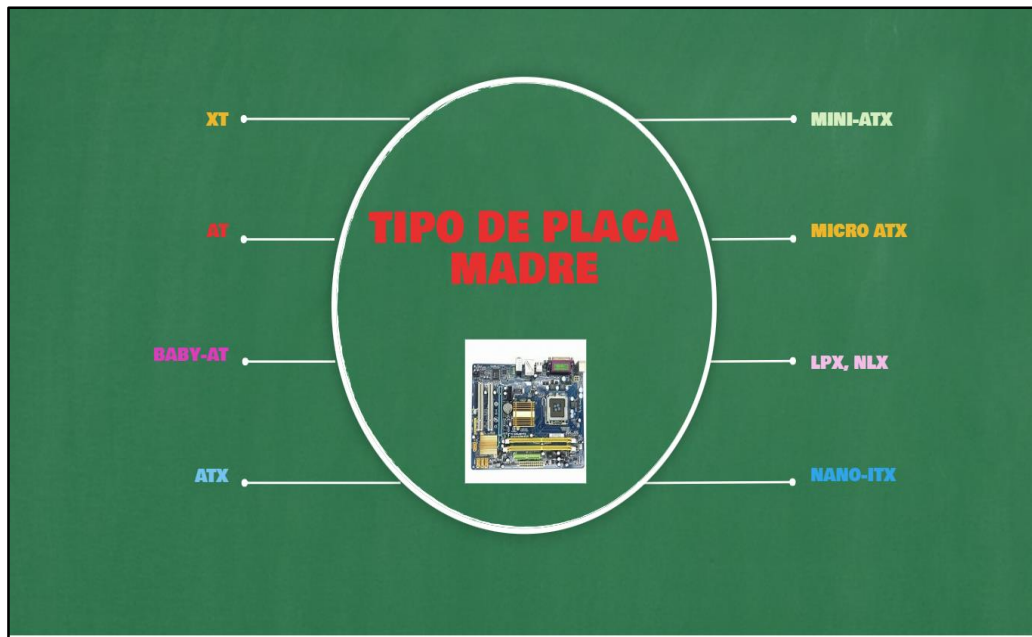 XT
AT
BABY-AT
ATX
TIPO DE PLACA
MADRE
MINI-ATX
MICRO ATX
LPX, NLX
NANO-ITX